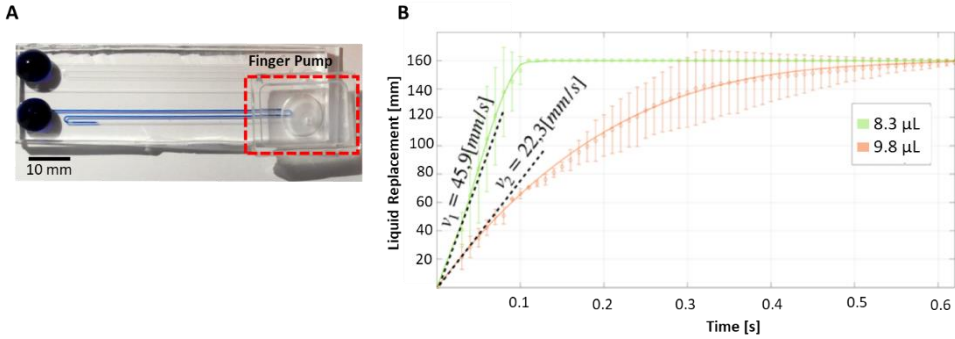 A
Finger Pump
10 mm
B
Liquid Replacement [mm]
160
140
120
100
80
60
40
20
v₁ = 45,9[mm/s]
v₂ = 22,3[mm/s]
8.3 µL
9.8 µL
0.1 0.2 0.3 0.4 0.5 0.6
Time [s]